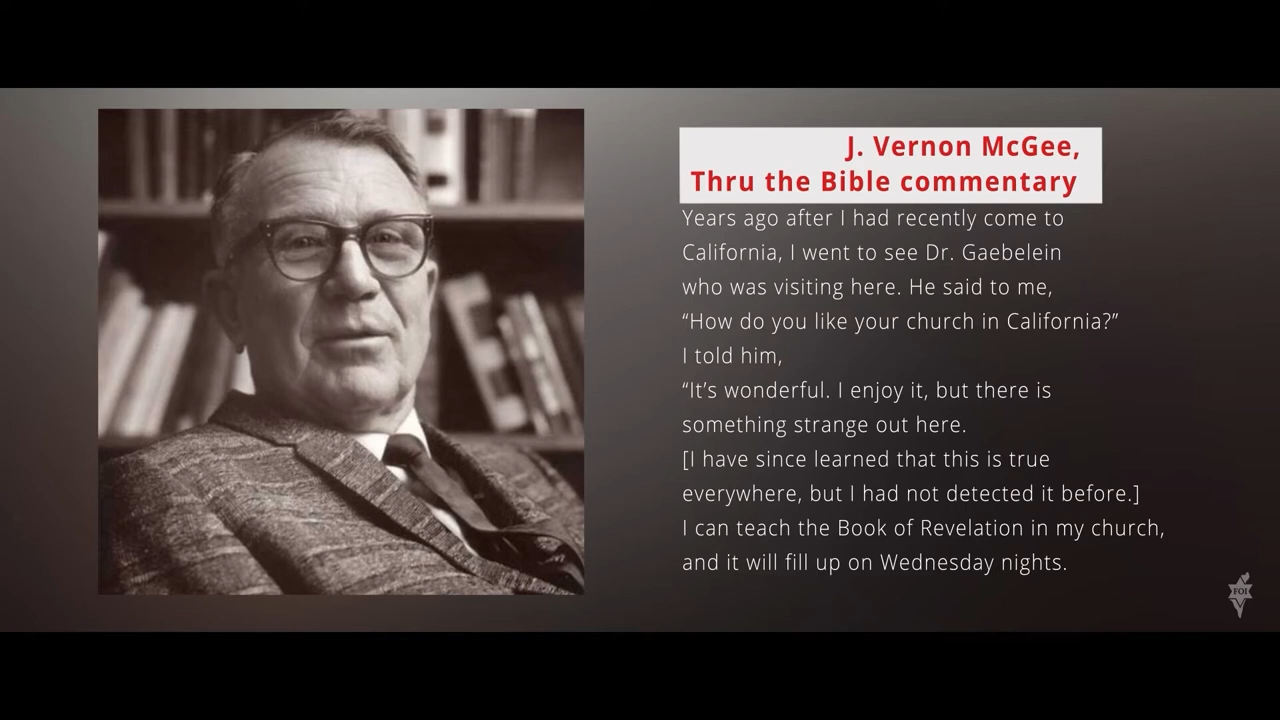 J. Vernon McGee,
Thru the Bible commentary
Years ago after I had recently come to
California, I went to see Dr. Gaebelein
who was visiting here. He said to me,
“How do you like your church in California?”
I told him,
“It’s wonderful. I enjoy it, but there is
something strange out here.
[I have since learned that this is true
everywhere, but I had not detected it before.]
I can teach the Book of Revelation in my church,
and it will fill up on Wednesday nights.
FOI